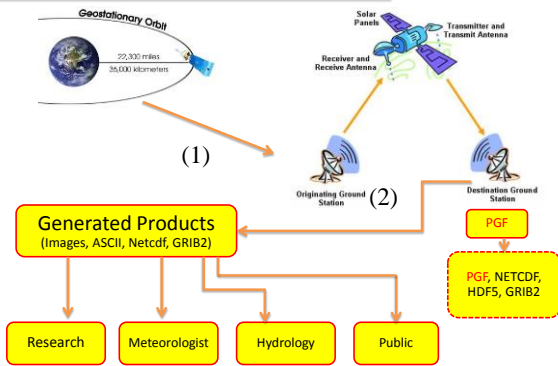 Geostationary Orbit
22,300 miles
36,000 kilometers
Solar
Panels
Transmitter and
Transmit Antenna
Receiver and
Receive Antenna
(1)
Originating Ground
Station
(2)
Destination Ground
Station
Generated Products
(Images, ASCII, Netcdf, GRIB2)
PGF
PGF, NETCDF,
HDF5, GRIB2
Research
Meteorologist
Hydrology
Public